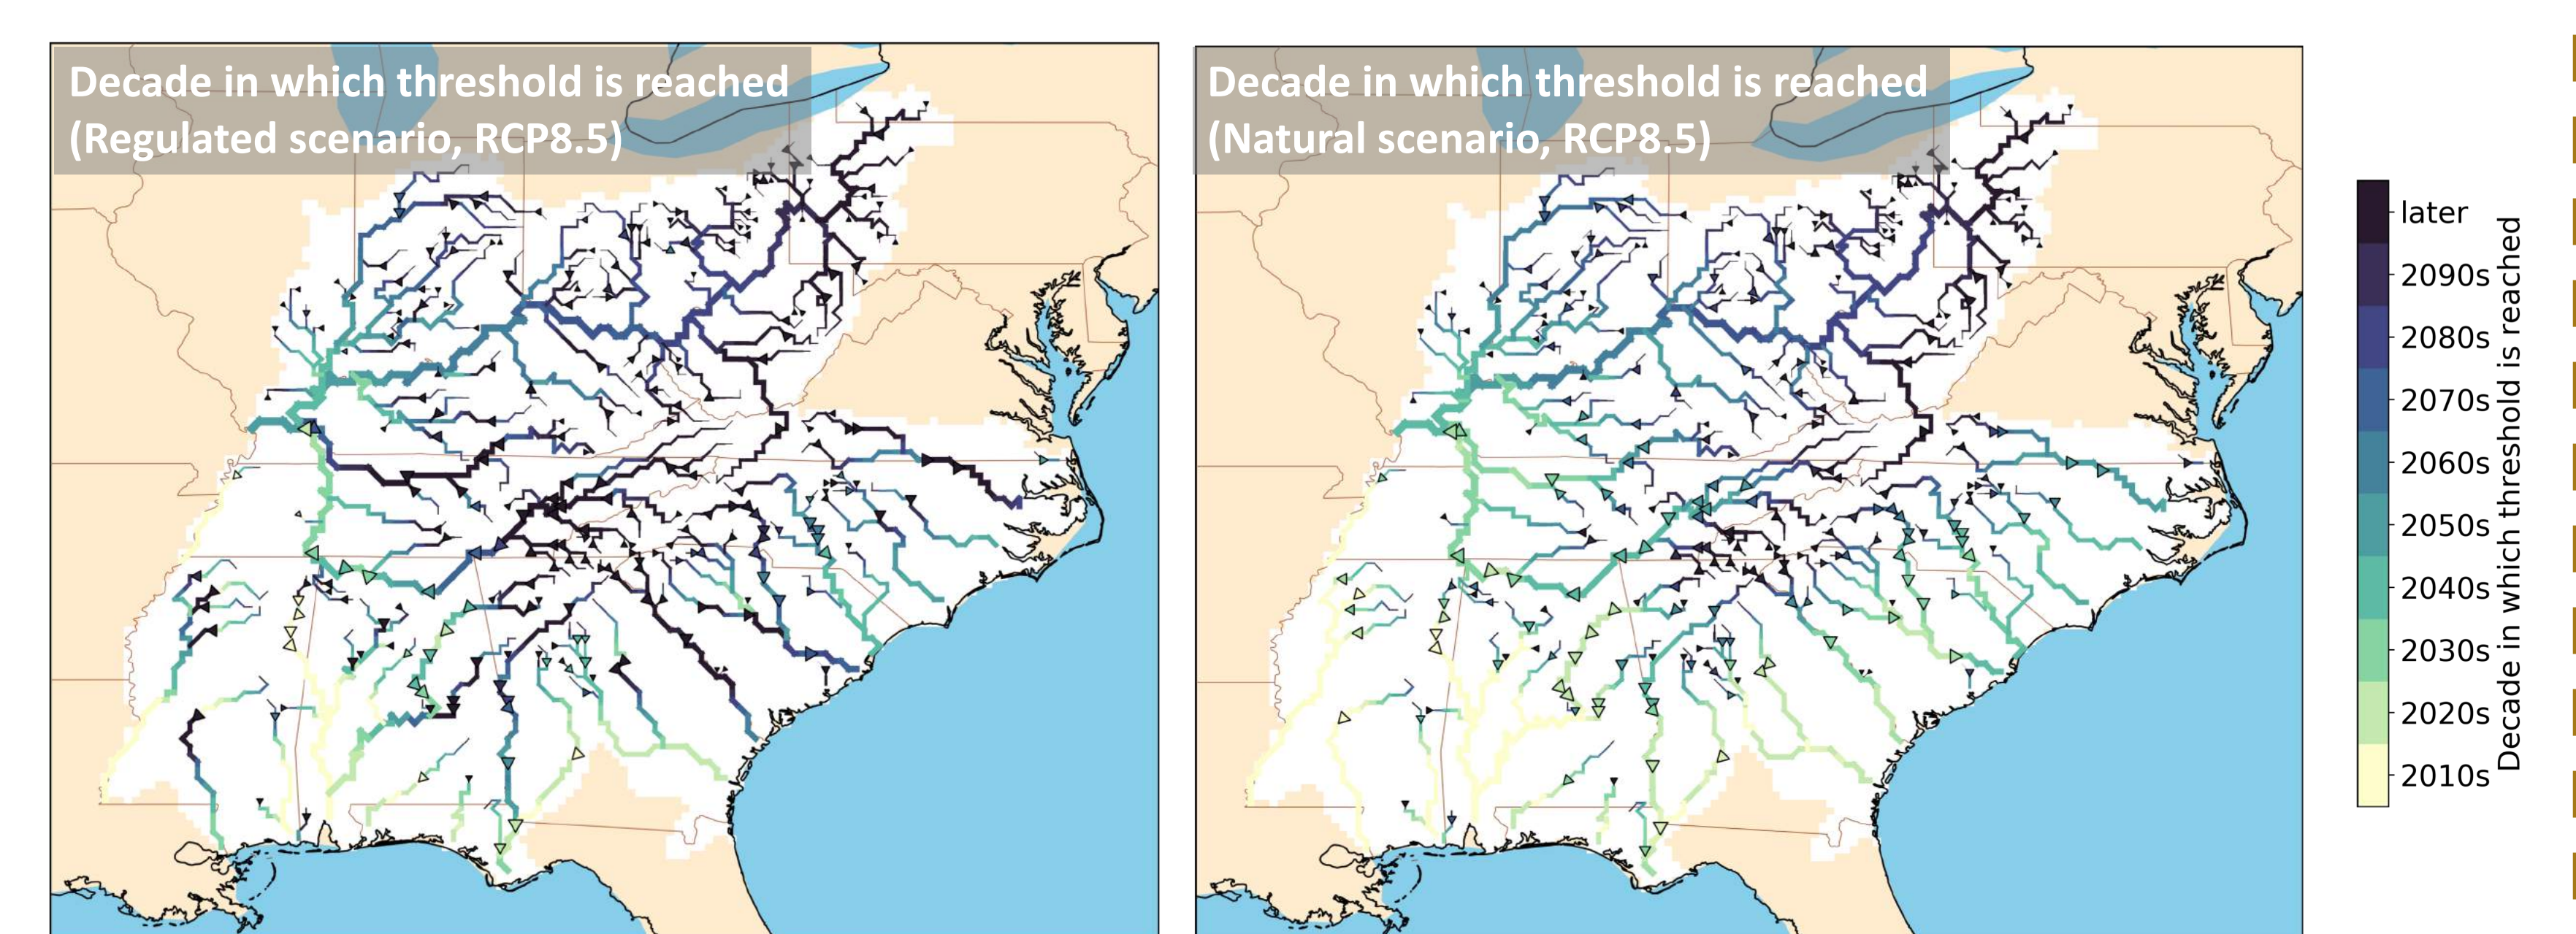 Decade in which threshold is reached
(Regulated scenario, RCP8.5)
Decade in which threshold is reached
(Natural scenario, RCP8.5)
later
2090s
2080s
2070s
2060s
2050s
2040s
2030s
2020s
2010s
Decade in which threshold is reached